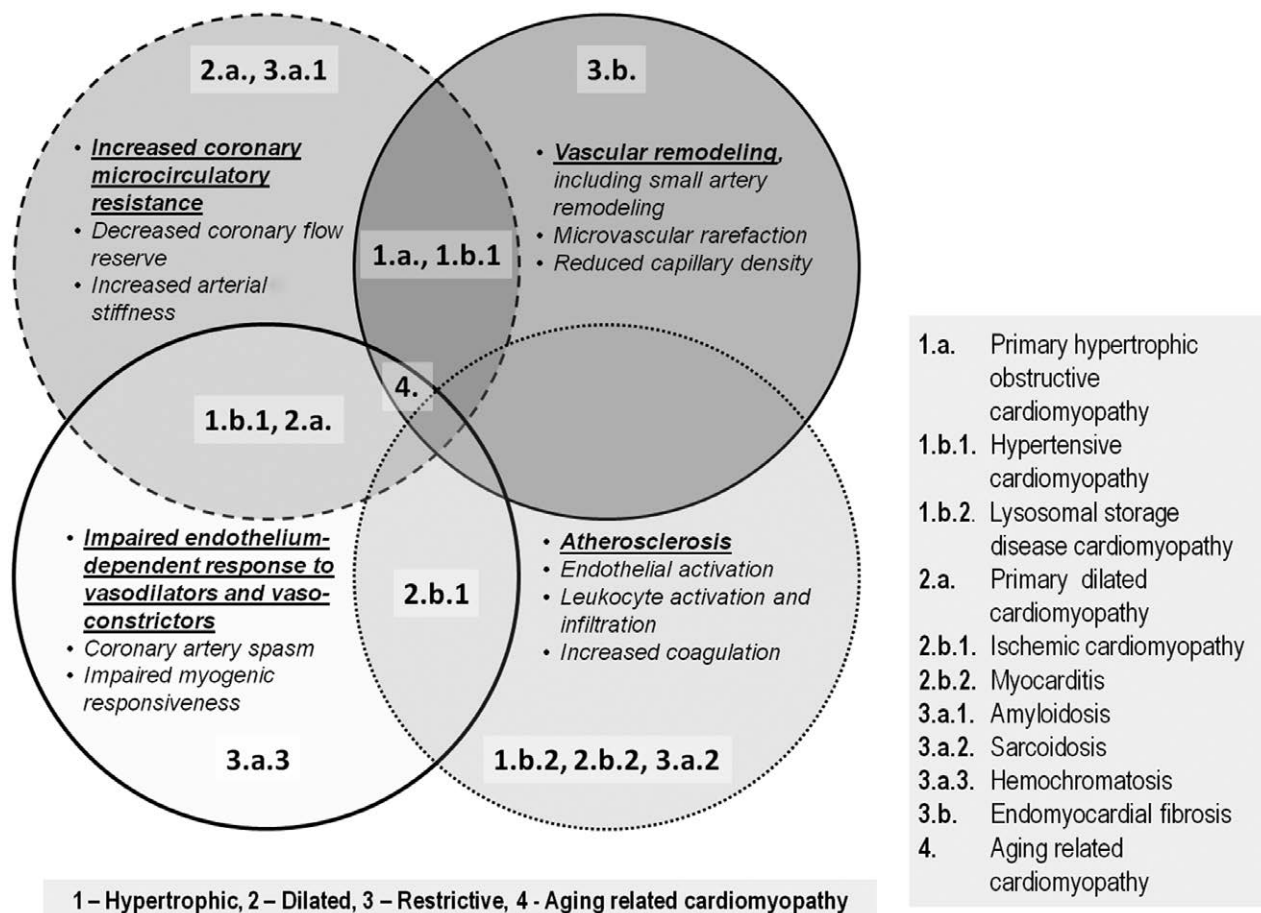 2.a., 3.a.1
• Increased coronary
microcirculatory
resistance
• Decreased coronary flow
reserve
• Increased arterial
stiffness
3.b.
• Vascular remodeling,
including small artery
remodeling
• Microvascular rarefaction
• Reduced capillary density
1.a., 1.b.1
4.
1.b.1, 2.a.
• Impaired endothelium-
dependent response to
vasodilators and vaso-
constrictors
• Coronary artery spasm
• Impaired myogenic
responsiveness
3.a.3
2.b.1
• Atherosclerosis
• Endothelial activation
• Leukocyte activation and
infiltration
• Increased coagulation
1.b.2, 2.b.2, 3.a.2
1.a. Primary hypertrophic
obstructive
cardiomyopathy
1.b.1. Hypertensive
cardiomyopathy
1.b.2. Lysosomal storage
disease cardiomyopathy
2.a. Primary dilated
cardiomyopathy
2.b.1. Ischemic cardiomyopathy
2.b.2. Myocarditis
3.a.1. Amyloidosis
3.a.2. Sarcoidosis
3.a.3. Hemochromatosis
3.b. Endomyocardial fibrosis
4. Aging related
cardiomyopathy
1 – Hypertrophic, 2 – Dilated, 3 – Restrictive, 4 - Aging related cardiomyopathy